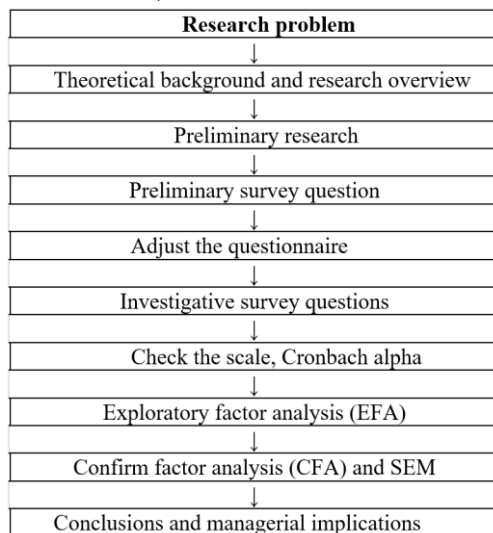 Research problem
↓
Theoretical background and research overview
↓
Preliminary research
↓
Preliminary survey question
↓
Adjust the questionnaire
↓
Investigative survey questions
↓
Check the scale, Cronbach alpha
↓
Exploratory factor analysis (EFA)
↓
Confirm factor analysis (CFA) and SEM
↓
Conclusions and managerial implications